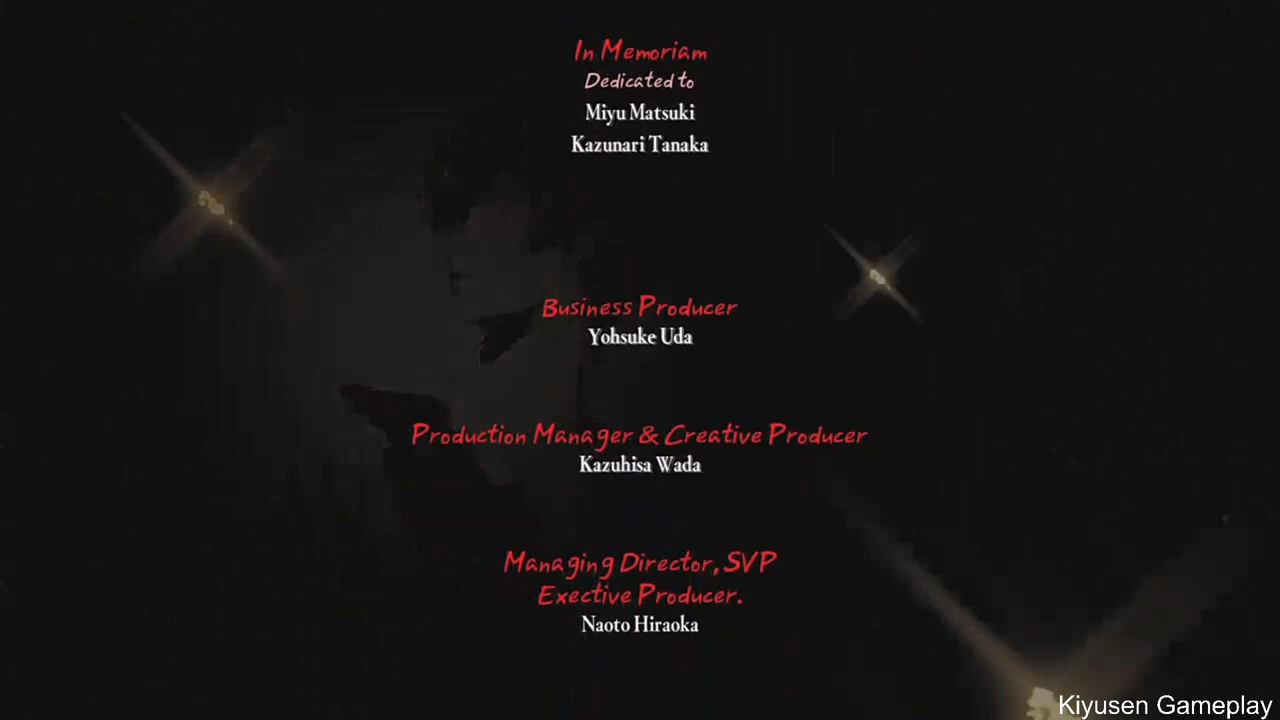 In Memoriam
Dedicated to
Miyu Matsuki
Kazunari Tanaka
Business Producer
Yohsuke Uda
Production Manager & Creative Producer
Kazuhisa Wada
Managing Director, SVP
Exective Producer.
Naoto Hiraoka
Kiyusen Gameplay